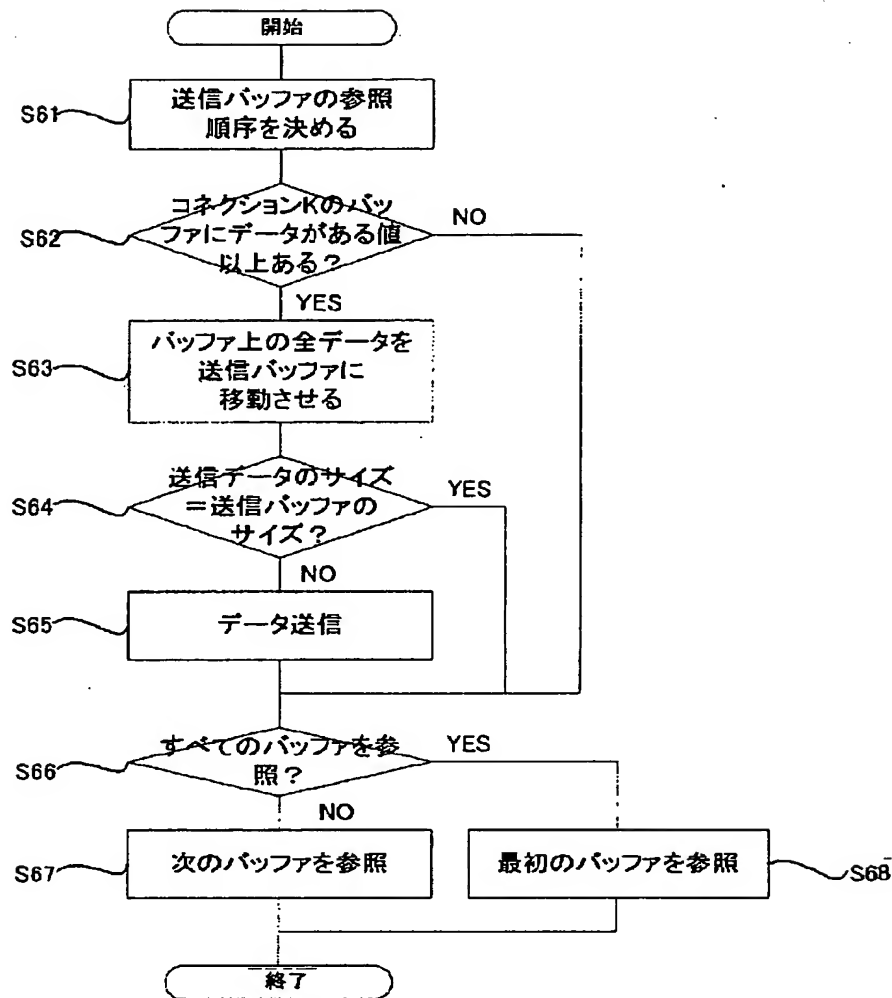 開始
S61
送信バッファの参照
順序を決める
S62
コネクションKのバッ
ファにデータがある値
以上ある?
NO
YES
S63
バッファ上の全データを
送信バッファに
移動させる
S64
送信データのサイズ
=送信バッファの
サイズ?
YES
NO
S65
データ送信
S66
すべてのバッファを参
照?
YES
NO
S67
次のバッファを参照
最初のバッファを参照
S68
終了